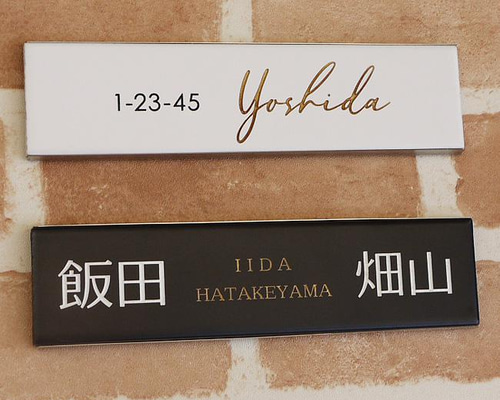 1-23-45 Yoshida
飯田 IIDA 畑山
HATAKEYAMA